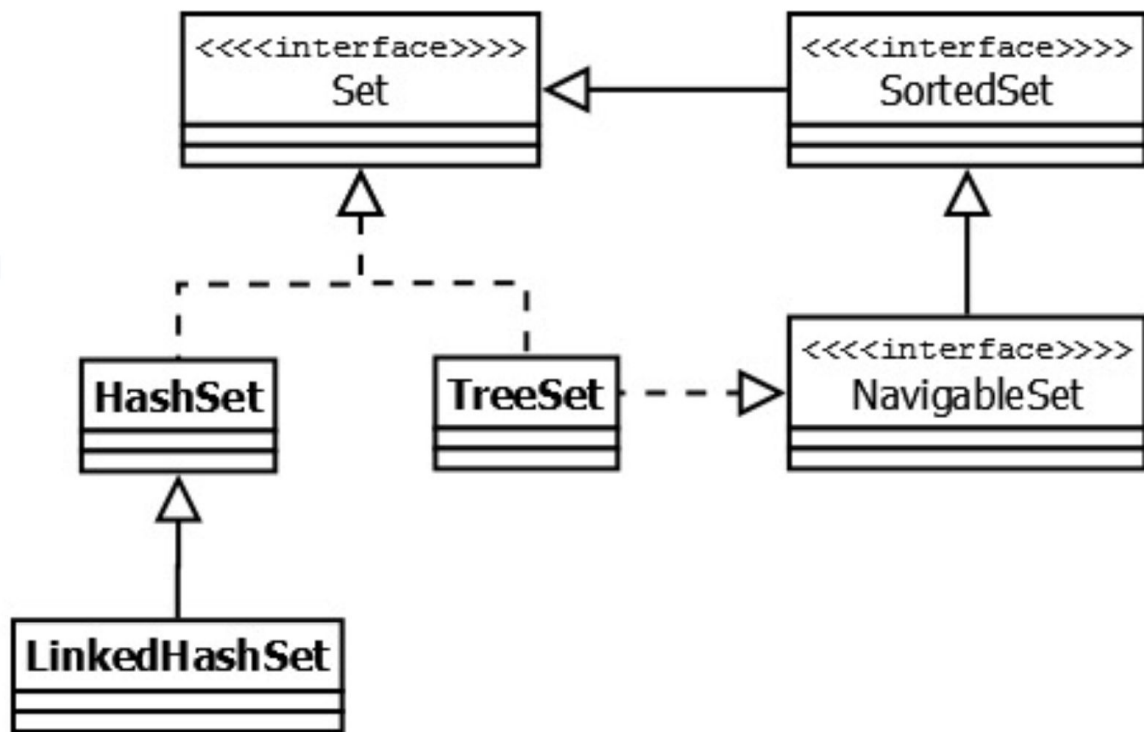 <<<<interface>>>>
Set
<<<<interface>>>>
SortedSet
HashSet
TreeSet
<<<<interface>>>>
NavigableSet
LinkedHashSet